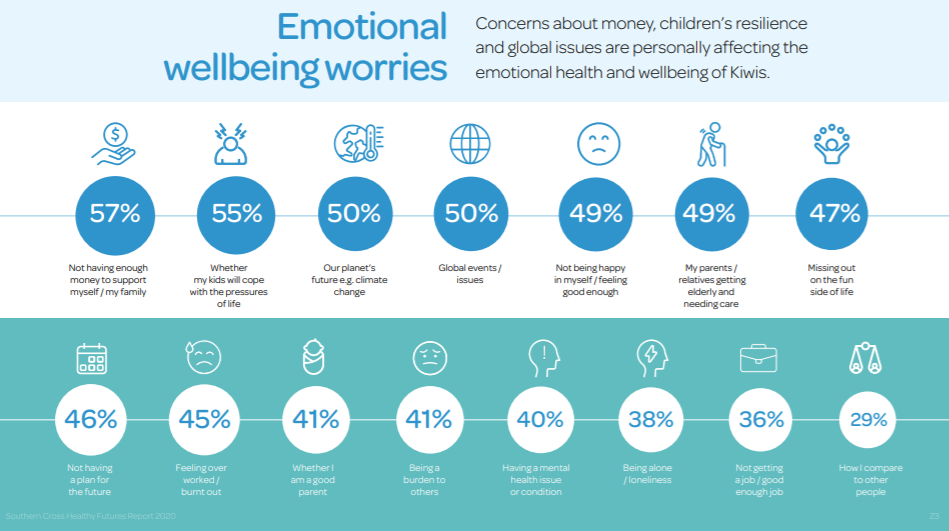 Emotional
wellbeing worries
Concerns about money, children's resilience
and global issues are personally affecting the
emotional health and wellbeing of Kiwis.
$
57%
55%
50%
50%
49%
49%
47%
Not having enough
money to support
myself / my family
Whether
my kids will cope
with the pressures
of life
Our planet's
future e.g. climate
change
Global events /
issues
Not being happy
in myself / feeling
good enough
My parents /
relatives getting
elderly and
needing care
Missing out
on the fun
side of life
!
46%
45%
41%
41%
40%
38%
36%
29%
Not having
a plan for
the future
Feeling over
worked /
burnt out
Whether I
am a good
parent
Being a
burden to
others
Having a mental
health issue
or condition
Being alone
/ loneliness
Not getting
a job / good
enough job
How I compare
to other
people
Southern Cross Healthy Futures Report 2020
23